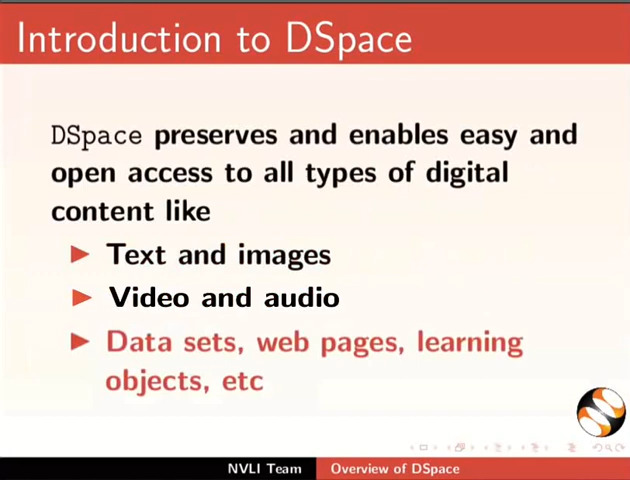 Introduction to DSpace
DSpace preserves and enables easy and
open access to all types of digital
content like
Text and images
Video and audio
Data sets, web pages, learning
objects, etc
NVLI Team Overview of DSpace